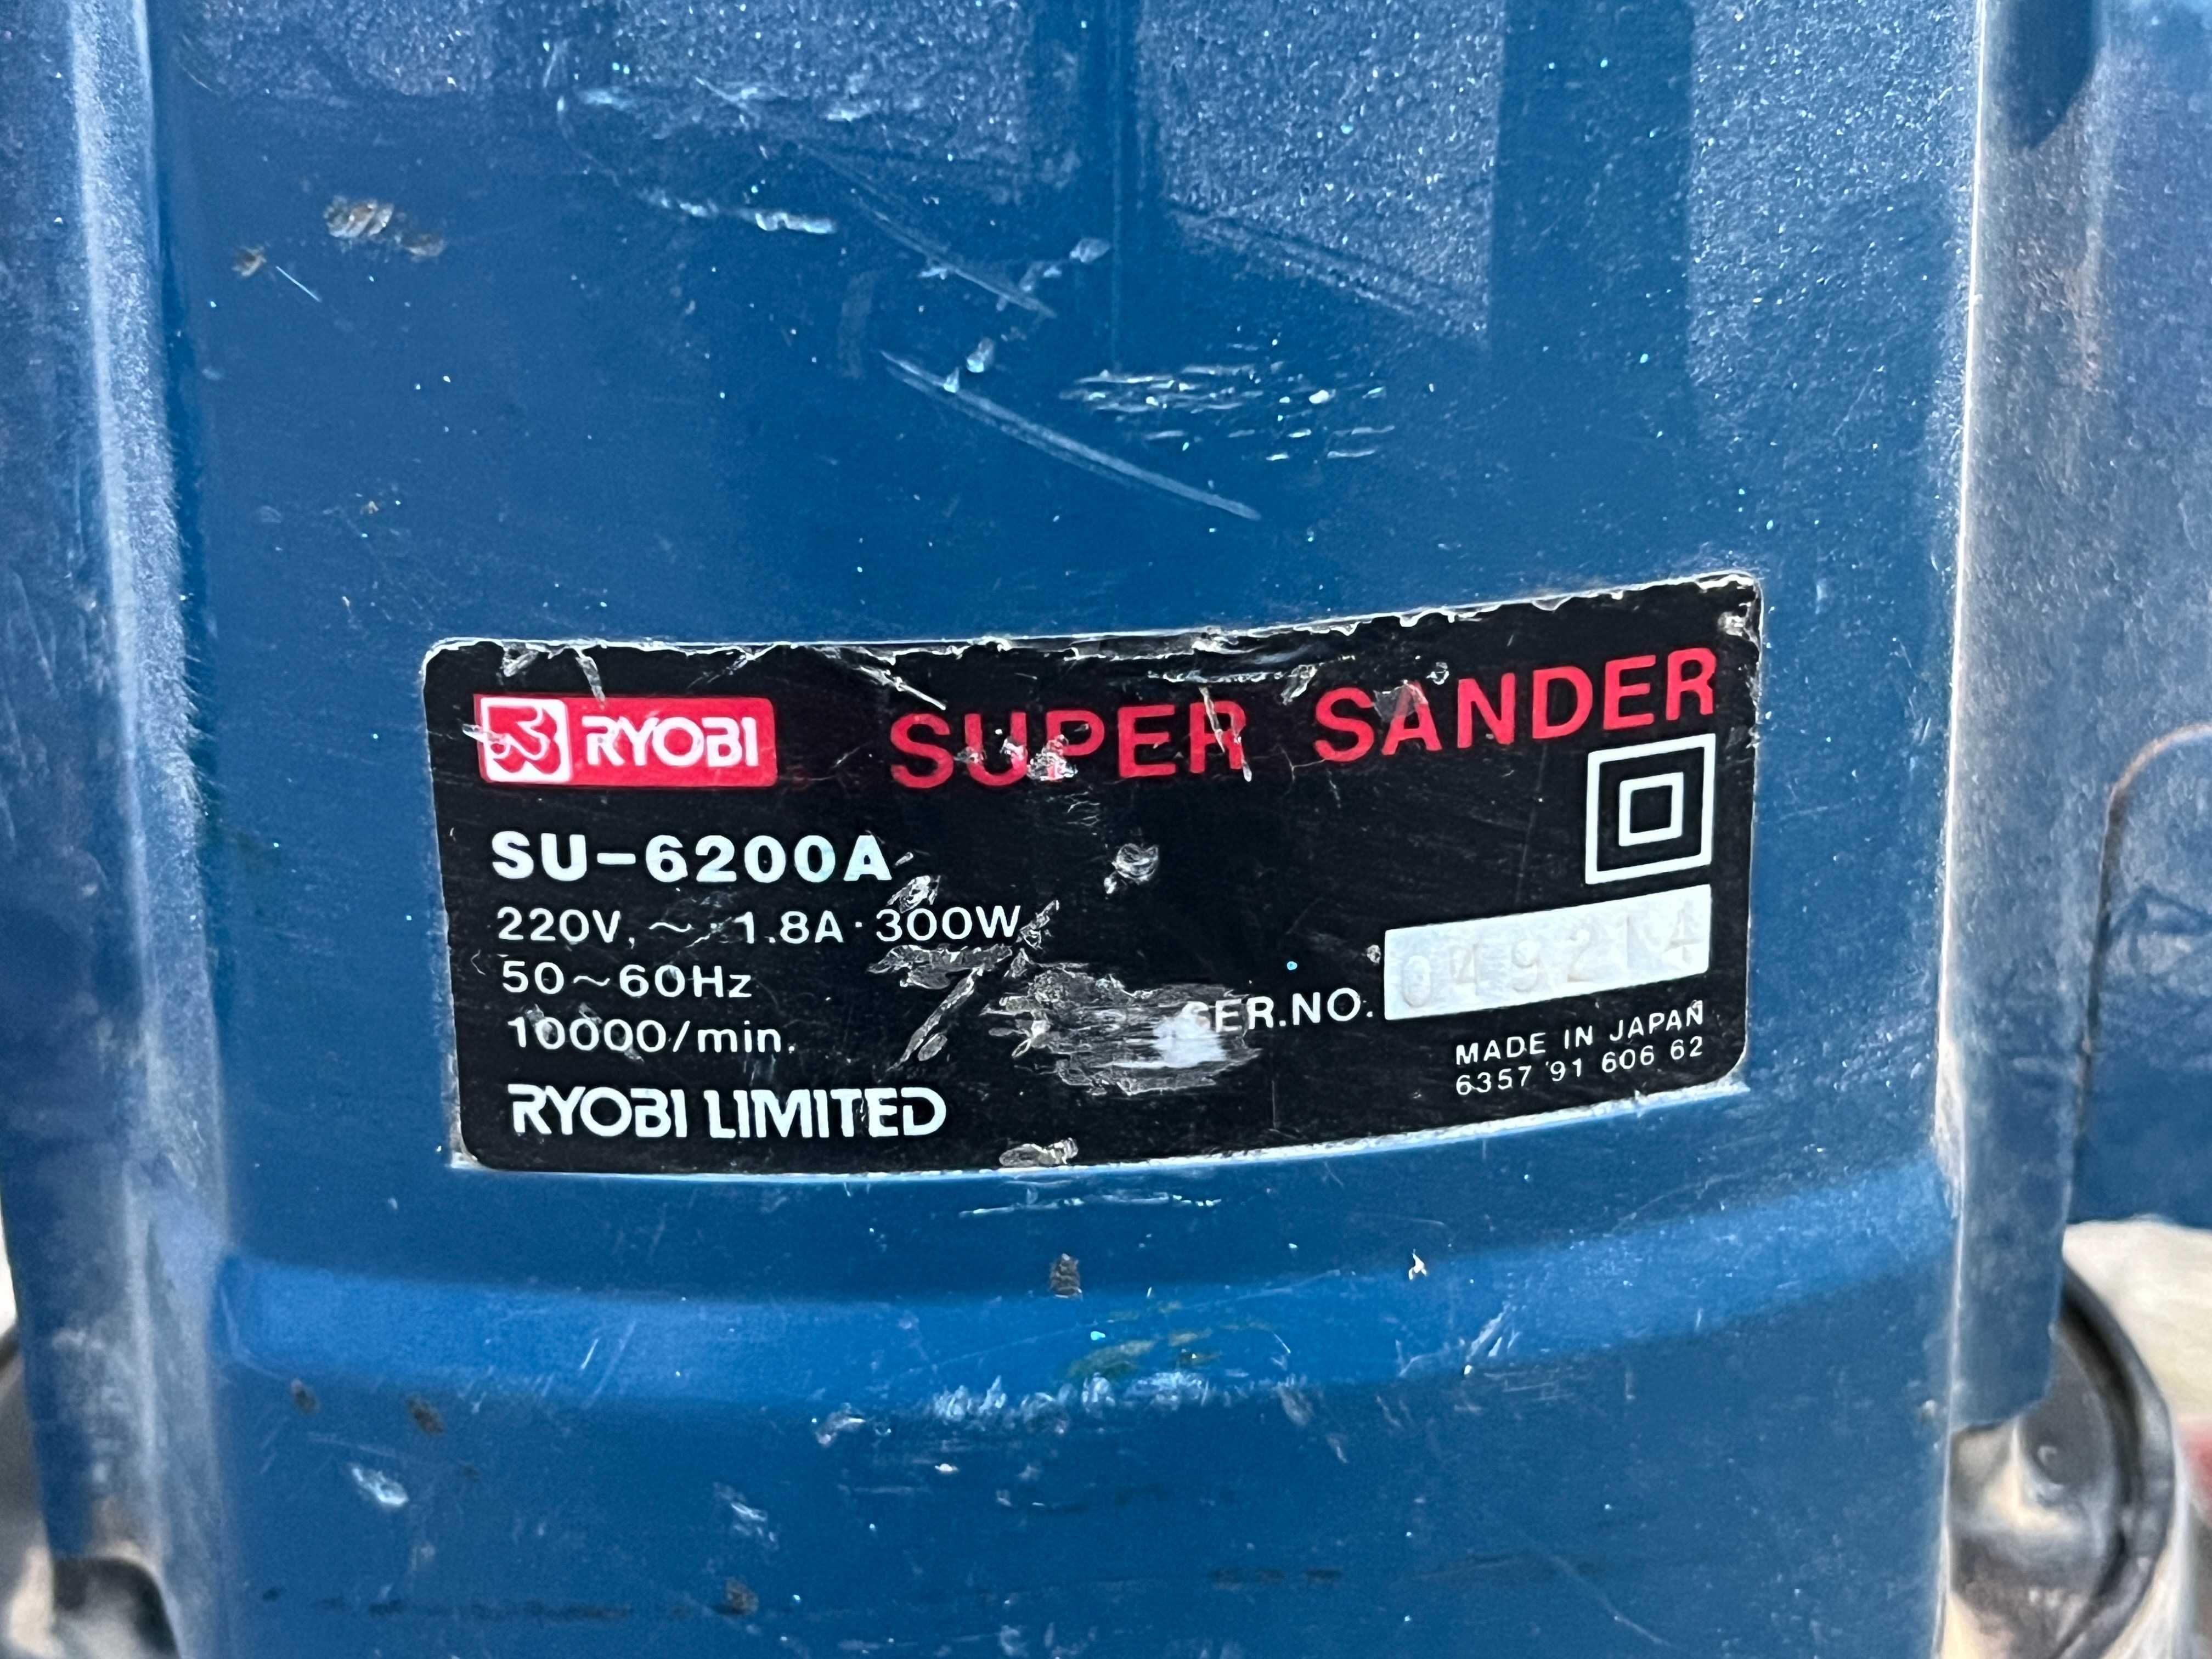 RYOBI SUPER SANDER
SU-6200A
220V. ~ 1.8A·300W
50~60Hz
10000/min.
SER.NO. 049214
RYOBI LIMITED
MADE IN JAPAN
6357 '91 606 62